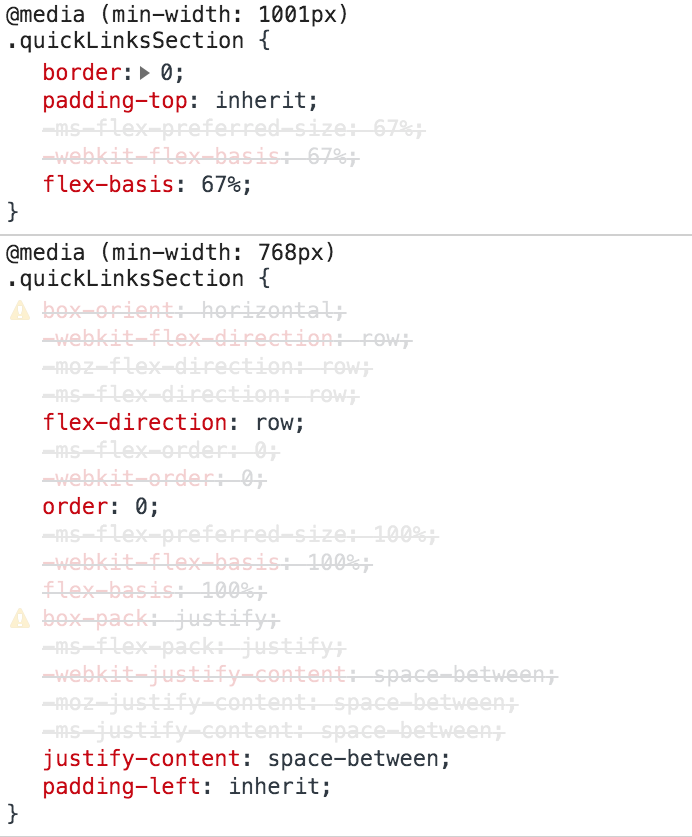 @media (min-width: 1001px)
.quickLinksSection {
border: 0;
padding-top: inherit;
-ms-flex-preferred-size: 67%;
-webkit-flex-basis: 67%;
flex-basis: 67%;
}
@media (min-width: 768px)
.quickLinksSection {
box-orient: horizontal;
-webkit-flex-direction: row;
-moz-flex-direction: row;
-ms-flex-direction: row;
flex-direction: row;
-ms-flex-order: 0;
-webkit-order: 0;
order: 0;
-ms-flex-preferred-size: 100%;
-webkit-flex-basis: 100%;
flex-basis: 100%;
box-pack: justify;
-ms-flex-pack: justify;
-webkit-justify-content: space-between;
-moz-justify-content: space-between;
-ms-justify-content: space-between;
justify-content: space-between;
padding-left: inherit;
}